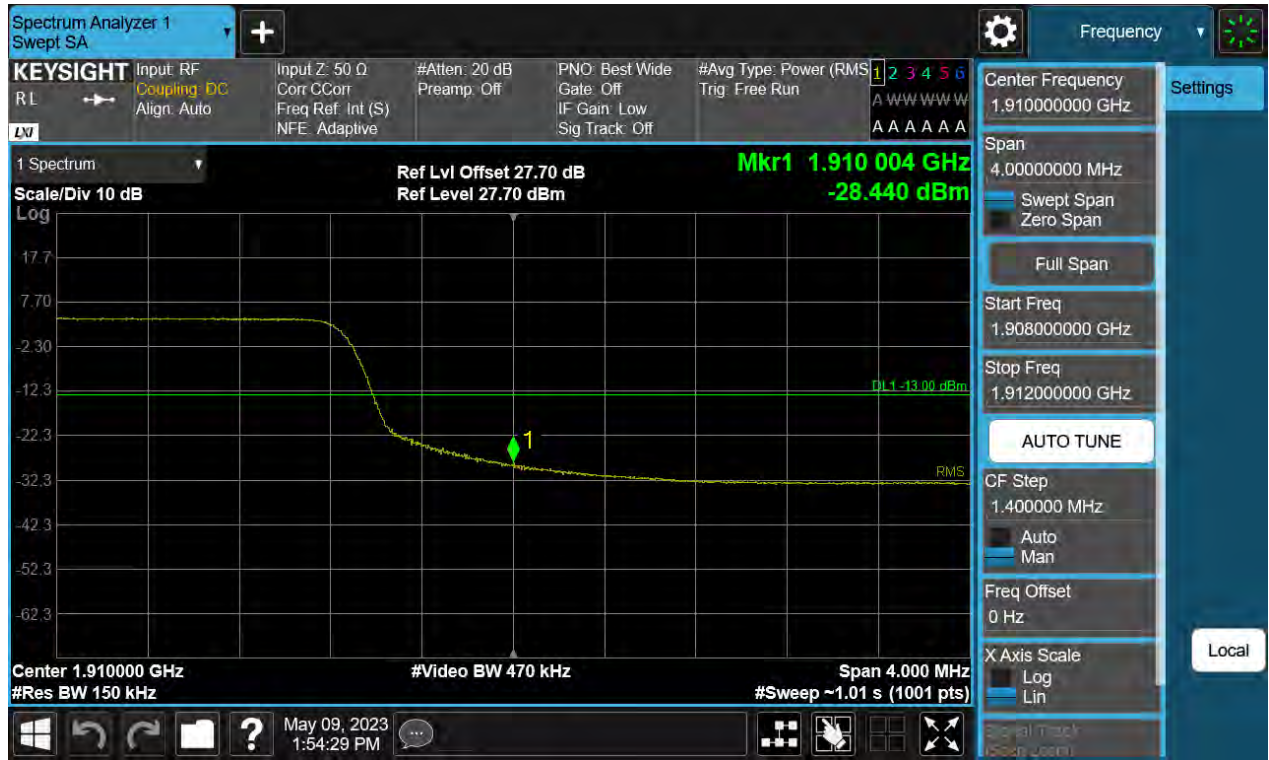 Spectrum Analyzer 1
Swept SA
Frequency
KEYSIGHT
RL
LXI
Input: RF
Coupling: DC
Align: Auto
Input Z: 50 Ω
Corr CCorr
Freq Ref: Int (S)
NFE: Adaptive
#Atten: 20 dB
Preamp: Off
PNO: Best Wide
Gate: Off
IF Gain: Low
Sig Track: Off
#Avg Type: Power (RMS
Trig: Free Run
1 2 3 4 5 6
A W W W W W
A A A A A A
1 Spectrum
Scale/Div 10 dB
Log
Ref Lvl Offset 27.70 dB
Ref Level 27.70 dBm
Mkr1 1.910 004 GHz
-28.440 dBm
17.7
7.70
-2.30
-12.3
-22.3
-32.3
-42.3
-52.3
-62.3
DL1 -13.00 dBm
1
RMS
Center 1.910000 GHz
#Res BW 150 kHz
#Video BW 470 kHz
Span 4.000 MHz
#Sweep ~1.01 s (1001 pts)
Center Frequency
1.910000000 GHz
Settings
Span
4.00000000 MHz
Swept Span
Zero Span
Full Span
Start Freq
1.908000000 GHz
Stop Freq
1.912000000 GHz
AUTO TUNE
CF Step
1.400000 MHz
Auto
Man
Freq Offset
0 Hz
X Axis Scale
Log
Lin
Signal Track
(Span Zoom)
Local
?
May 09, 2023
1:54:29 PM